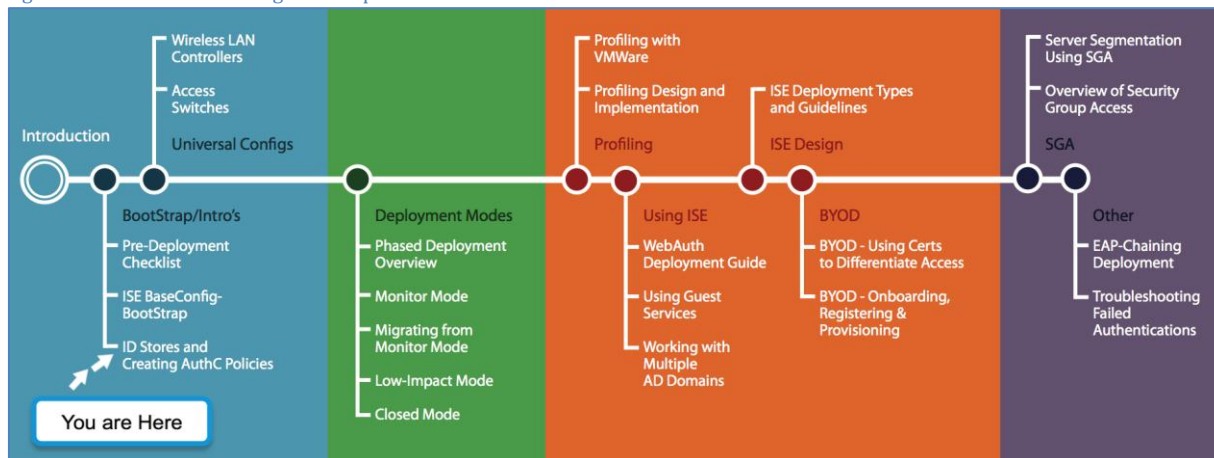 Wireless LAN
Controllers
Access
Switches
Introduction
Universal Configs
BootStrap/Intro's
Pre-Deployment
Checklist
ISE BaseConfig-
BootStrap
ID Stores and
Creating AuthC Policies
You are Here
Deployment Modes
Phased Deployment
Overview
Monitor Mode
Migrating from
Monitor Mode
Low-Impact Mode
Closed Mode
Profiling with
VMWare
Profiling Design and
Implementation
Profiling
Using ISE
WebAuth
Deployment Guide
Using Guest
Services
Working with
Multiple
AD Domains
ISE Deployment Types
and Guidelines
ISE Design
BYOD
BYOD - Using Certs
to Differentiate Access
BYOD - Onboarding,
Registering &
Provisioning
Server Segmentation
Using SGA
Overview of Security
Group Access
SGA
Other
EAP-Chaining
Deployment
Troubleshooting
Failed
Authentications